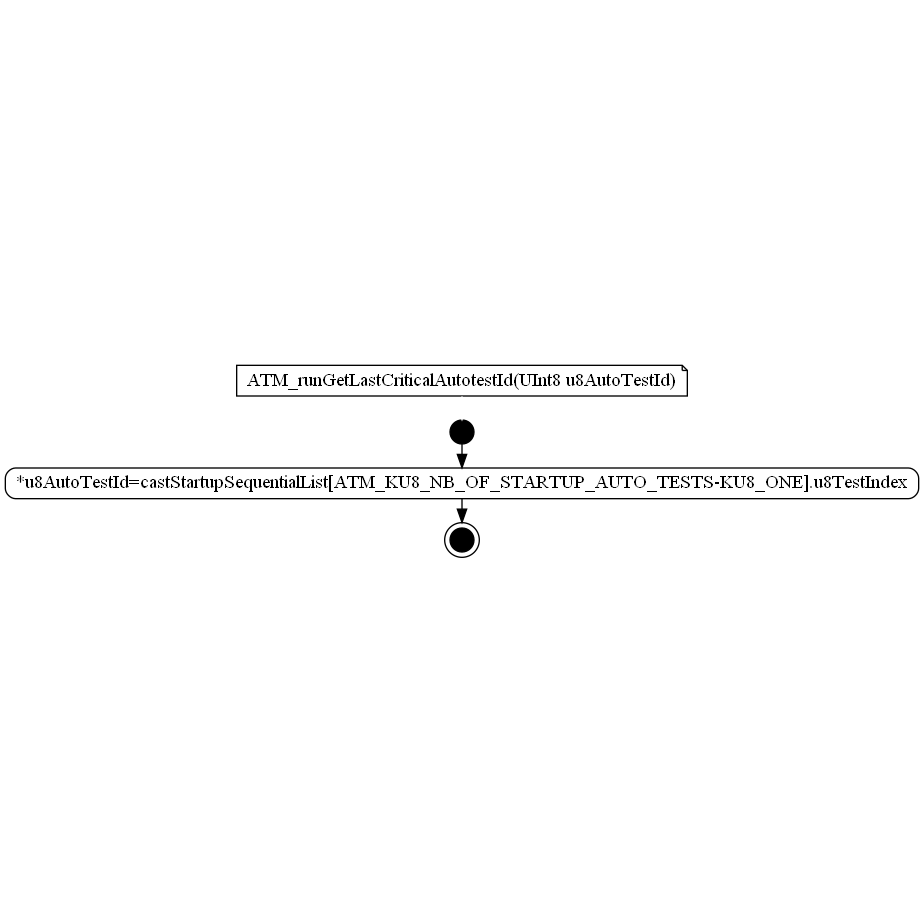 ATM_runGetLastCriticalAutotestId(UInt8 u8AutoTestId)
*u8AutoTestId=castStartupSequentialList[ATM_KU8_NB_OF_STARTUP_AUTO_TESTS-KU8_ONE].u8TestIndex